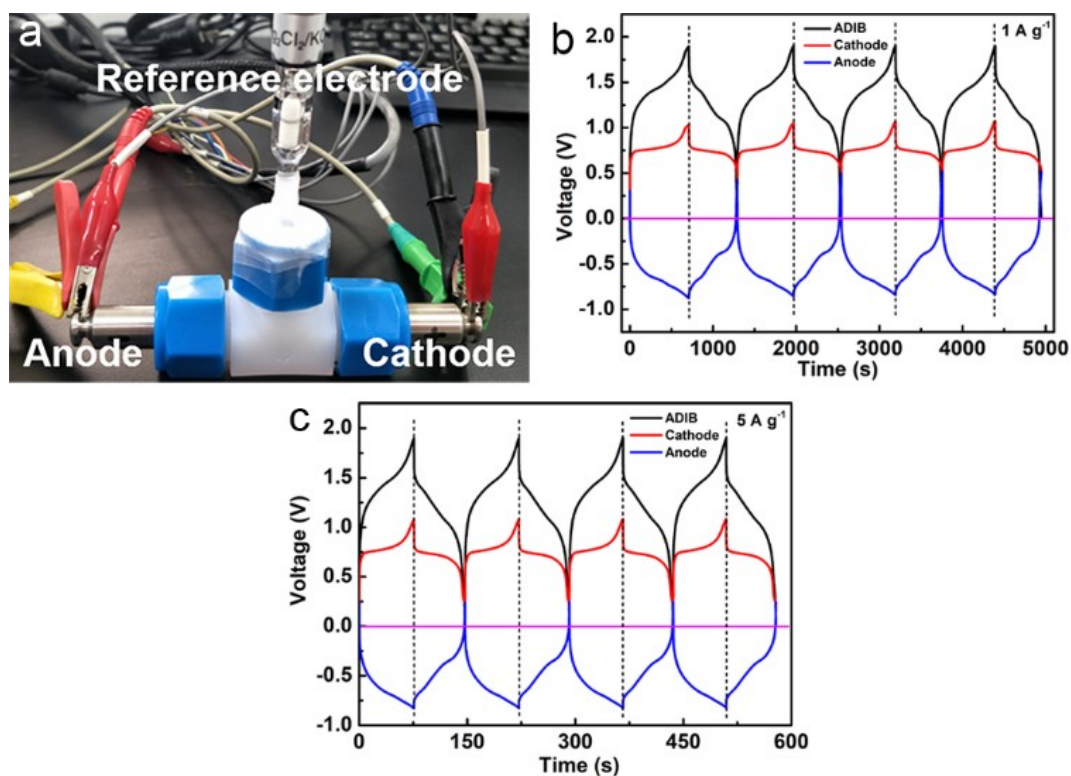 a
Cl₂/KC
Reference electrode
Anode
Cathode
b
ADIB
Cathode
Anode
1 A g⁻¹
2.0
1.5
1.0
0.5
0.0
-0.5
-1.0
Voltage (V)
0 1000 2000 3000 4000 5000
Time (s)
c
ADIB
Cathode
Anode
5 A g⁻¹
2.0
1.5
1.0
0.5
0.0
-0.5
-1.0
Voltage (V)
0 150 300 450 600
Time (s)